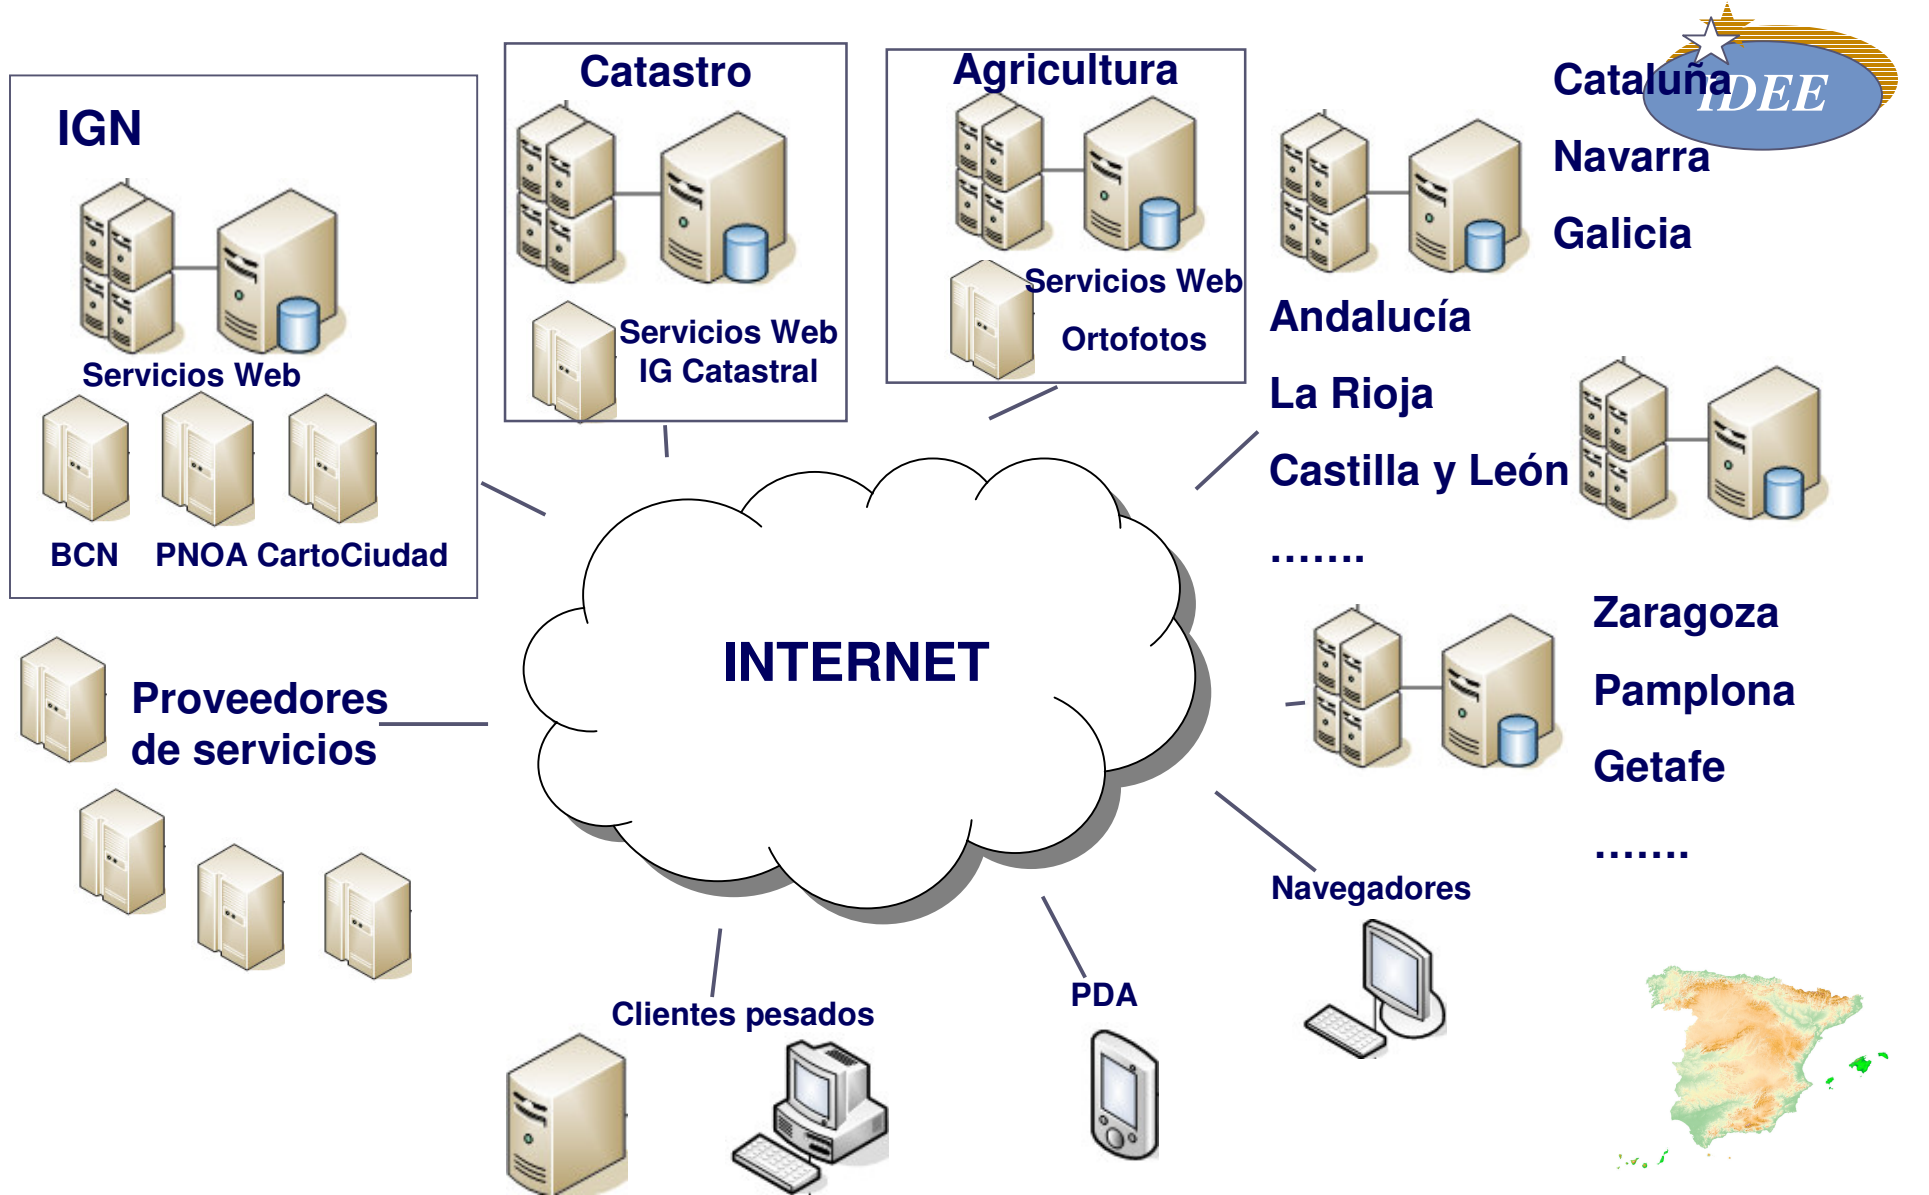 IGN
Servicios Web
BCN PNOA CartoCiudad
Catastro
Servicios Web
IG Catastral
Agricultura
Servicios Web
Ortofotos
Cataluña
IDEE
Navarra
Galicia
Andalucía
La Rioja
Castilla y León
.......
Zaragoza
Pamplona
Getafe
.......
INTERNET
Proveedores
de servicios
Clientes pesados
PDA
Navegadores